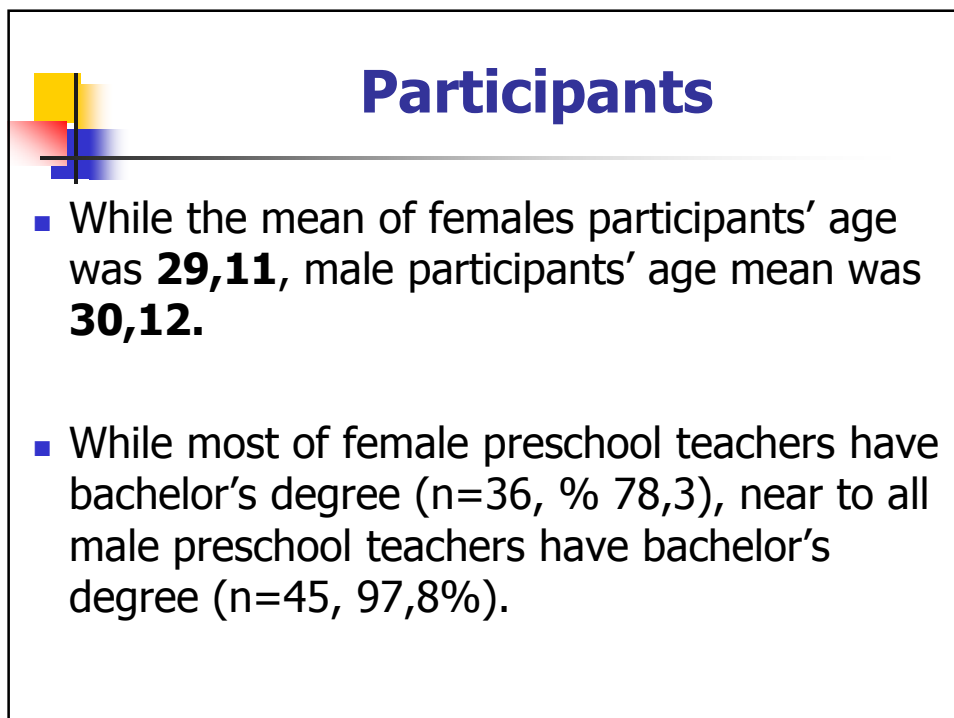 Participants
While the mean of females participants’ age
was 29,11, male participants’ age mean was
30,12.
While most of female preschool teachers have
bachelor’s degree (n=36, % 78,3), near to all
male preschool teachers have bachelor’s
degree (n=45, 97,8%).